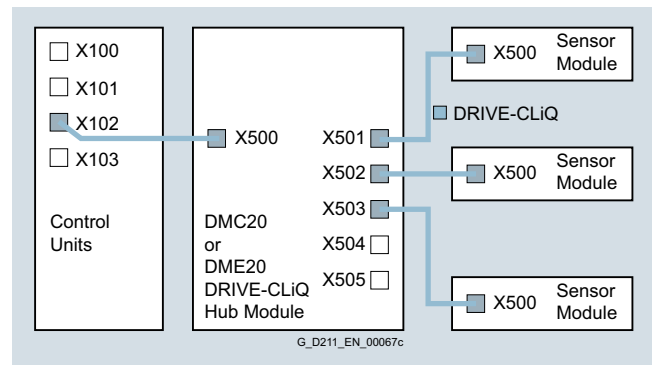 X100
X101
X102
X103
Control
Units
X500
X501
X502
X503
X504
X505
DMC20
or
DME20
DRIVE-CLiQ
Hub Module
X500
Sensor
Module
DRIVE-CLiQ
X500
Sensor
Module
X500
Sensor
Module
G_D211_EN_00067c